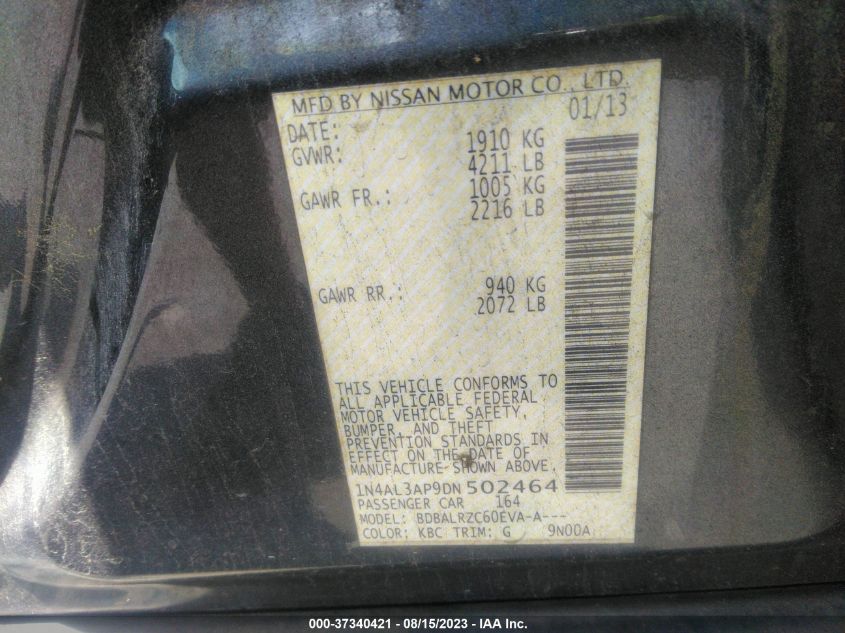 MFD BY NISSAN MOTOR CO., LTD.
DATE: 01/13
GVWR: 1910 KG
4211 LB
GAWR FR.: 1005 KG
2216 LB
GAWR RR.: 940 KG
2072 LB
THIS VEHICLE CONFORMS TO
ALL APPLICABLE FEDERAL
MOTOR VEHICLE SAFETY,
BUMPER, AND THEFT
PREVENTION STANDARDS IN
EFFECT ON THE DATE OF
MANUFACTURE SHOWN ABOVE.
1N4AL3AP9DN502464
PASSENGER CAR 164
MODEL: BDBALRZC60EVA-A---
COLOR: KBC TRIM: G 9N00A
000-37340421 - 08/15/2023 - IAA Inc.